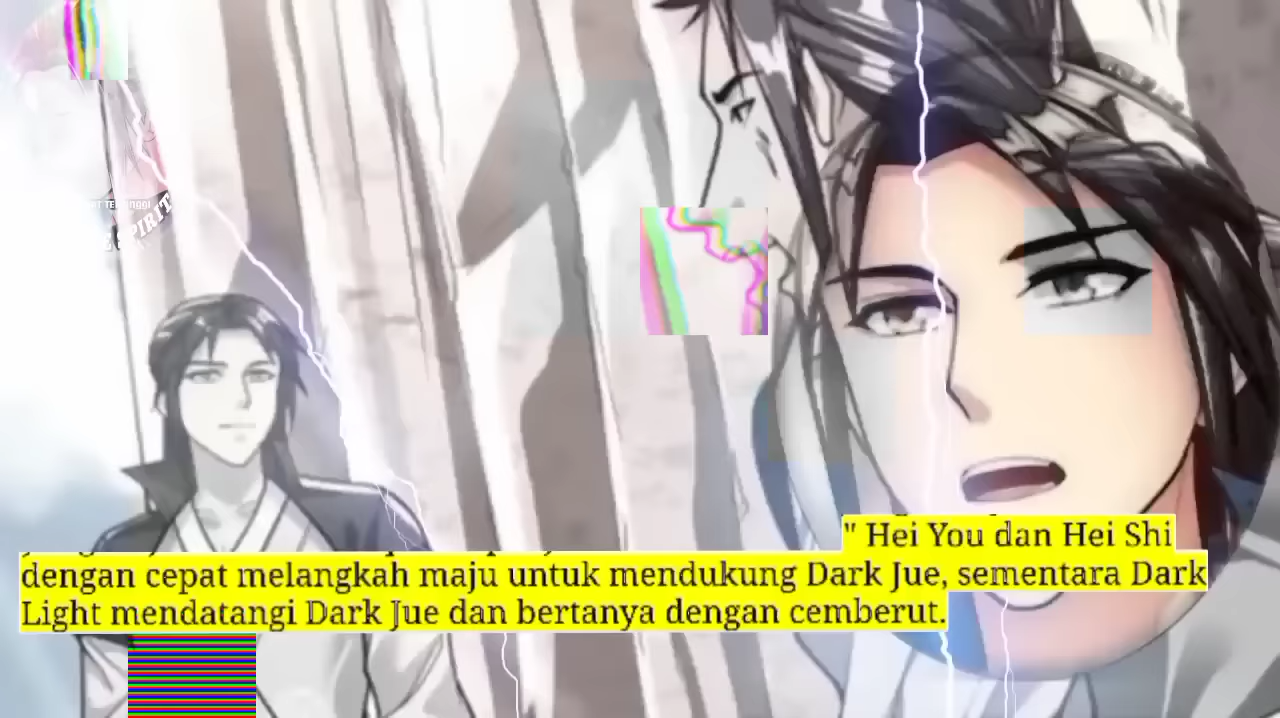 SPIRIT
" Hei You dan Hei Shi
dengan cepat melangkah maju untuk mendukung Dark Jue, sementara Dark
Light mendatangi Dark Jue dan bertanya dengan cemberut.